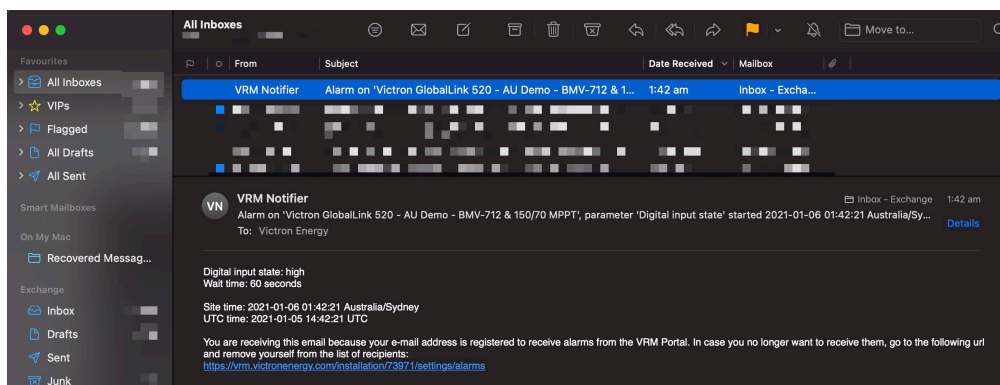 All Inboxes
Move to...
Favourites
From Subject Date Received Mailbox
All Inboxes
VRM Notifier Alarm on 'Victron GlobalLink 520 - AU Demo - BMV-712 & 1... 1:42 am Inbox - Excha...
VIPs
Flagged
All Drafts
All Sent
VN
VRM Notifier Inbox - Exchange 1:42 am
Alarm on 'Victron GlobalLink 520 - AU Demo - BMV-712 & 150/70 MPPT', parameter 'Digital input state' started 2021-01-06 01:42:21 Australia/Sy...
Details
To: Victron Energy
Smart Mailboxes
On My Mac
Recovered Messag...
Exchange
Inbox
Drafts
Sent
Junk
Digital input state: high
Wait time: 60 seconds
Site time: 2021-01-06 01:42:21 Australia/Sydney
UTC time: 2021-01-05 14:42:21 UTC
You are receiving this email because your e-mail address is registered to receive alarms from the VRM Portal. In case you no longer want to receive them, go to the following url
and remove yourself from the list of recipients:
https://vrm.victronenergy.com/installation/73971/settings/alarms